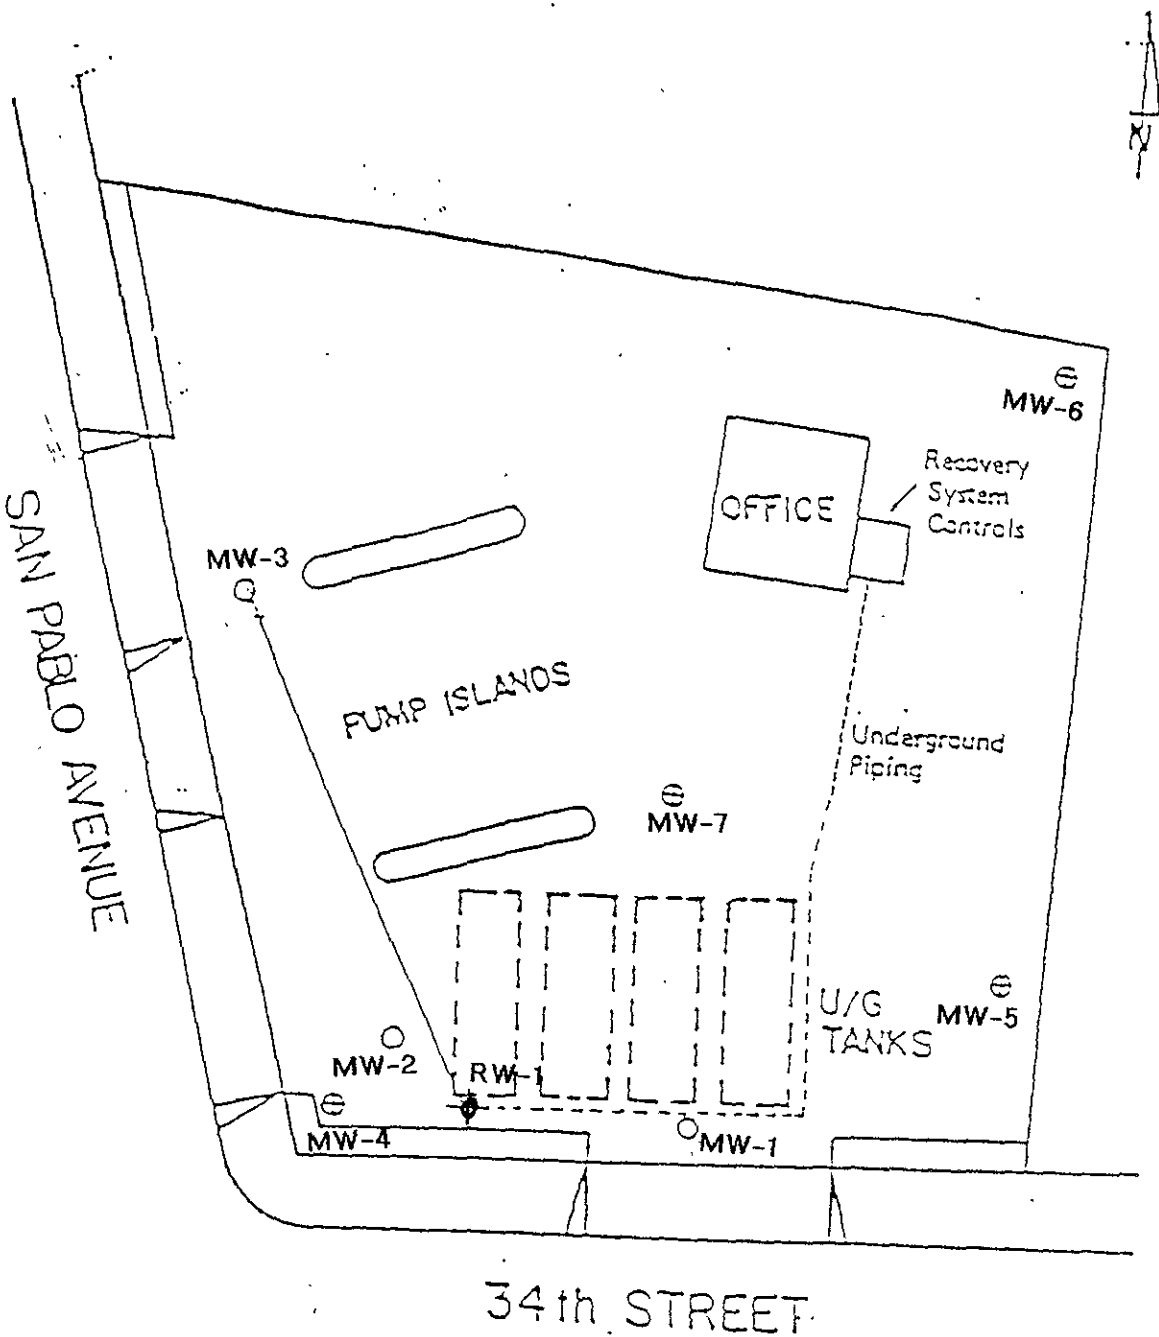 N
MW-6
Recovery
System
Controls
OFFICE
SAN PABLO AVENUE
MW-3
PUMP ISLANDS
Underground
Piping
MW-7
U/G
TANKS
MW-5
MW-2
RW-1
MW-4
MW-1
34th STREET